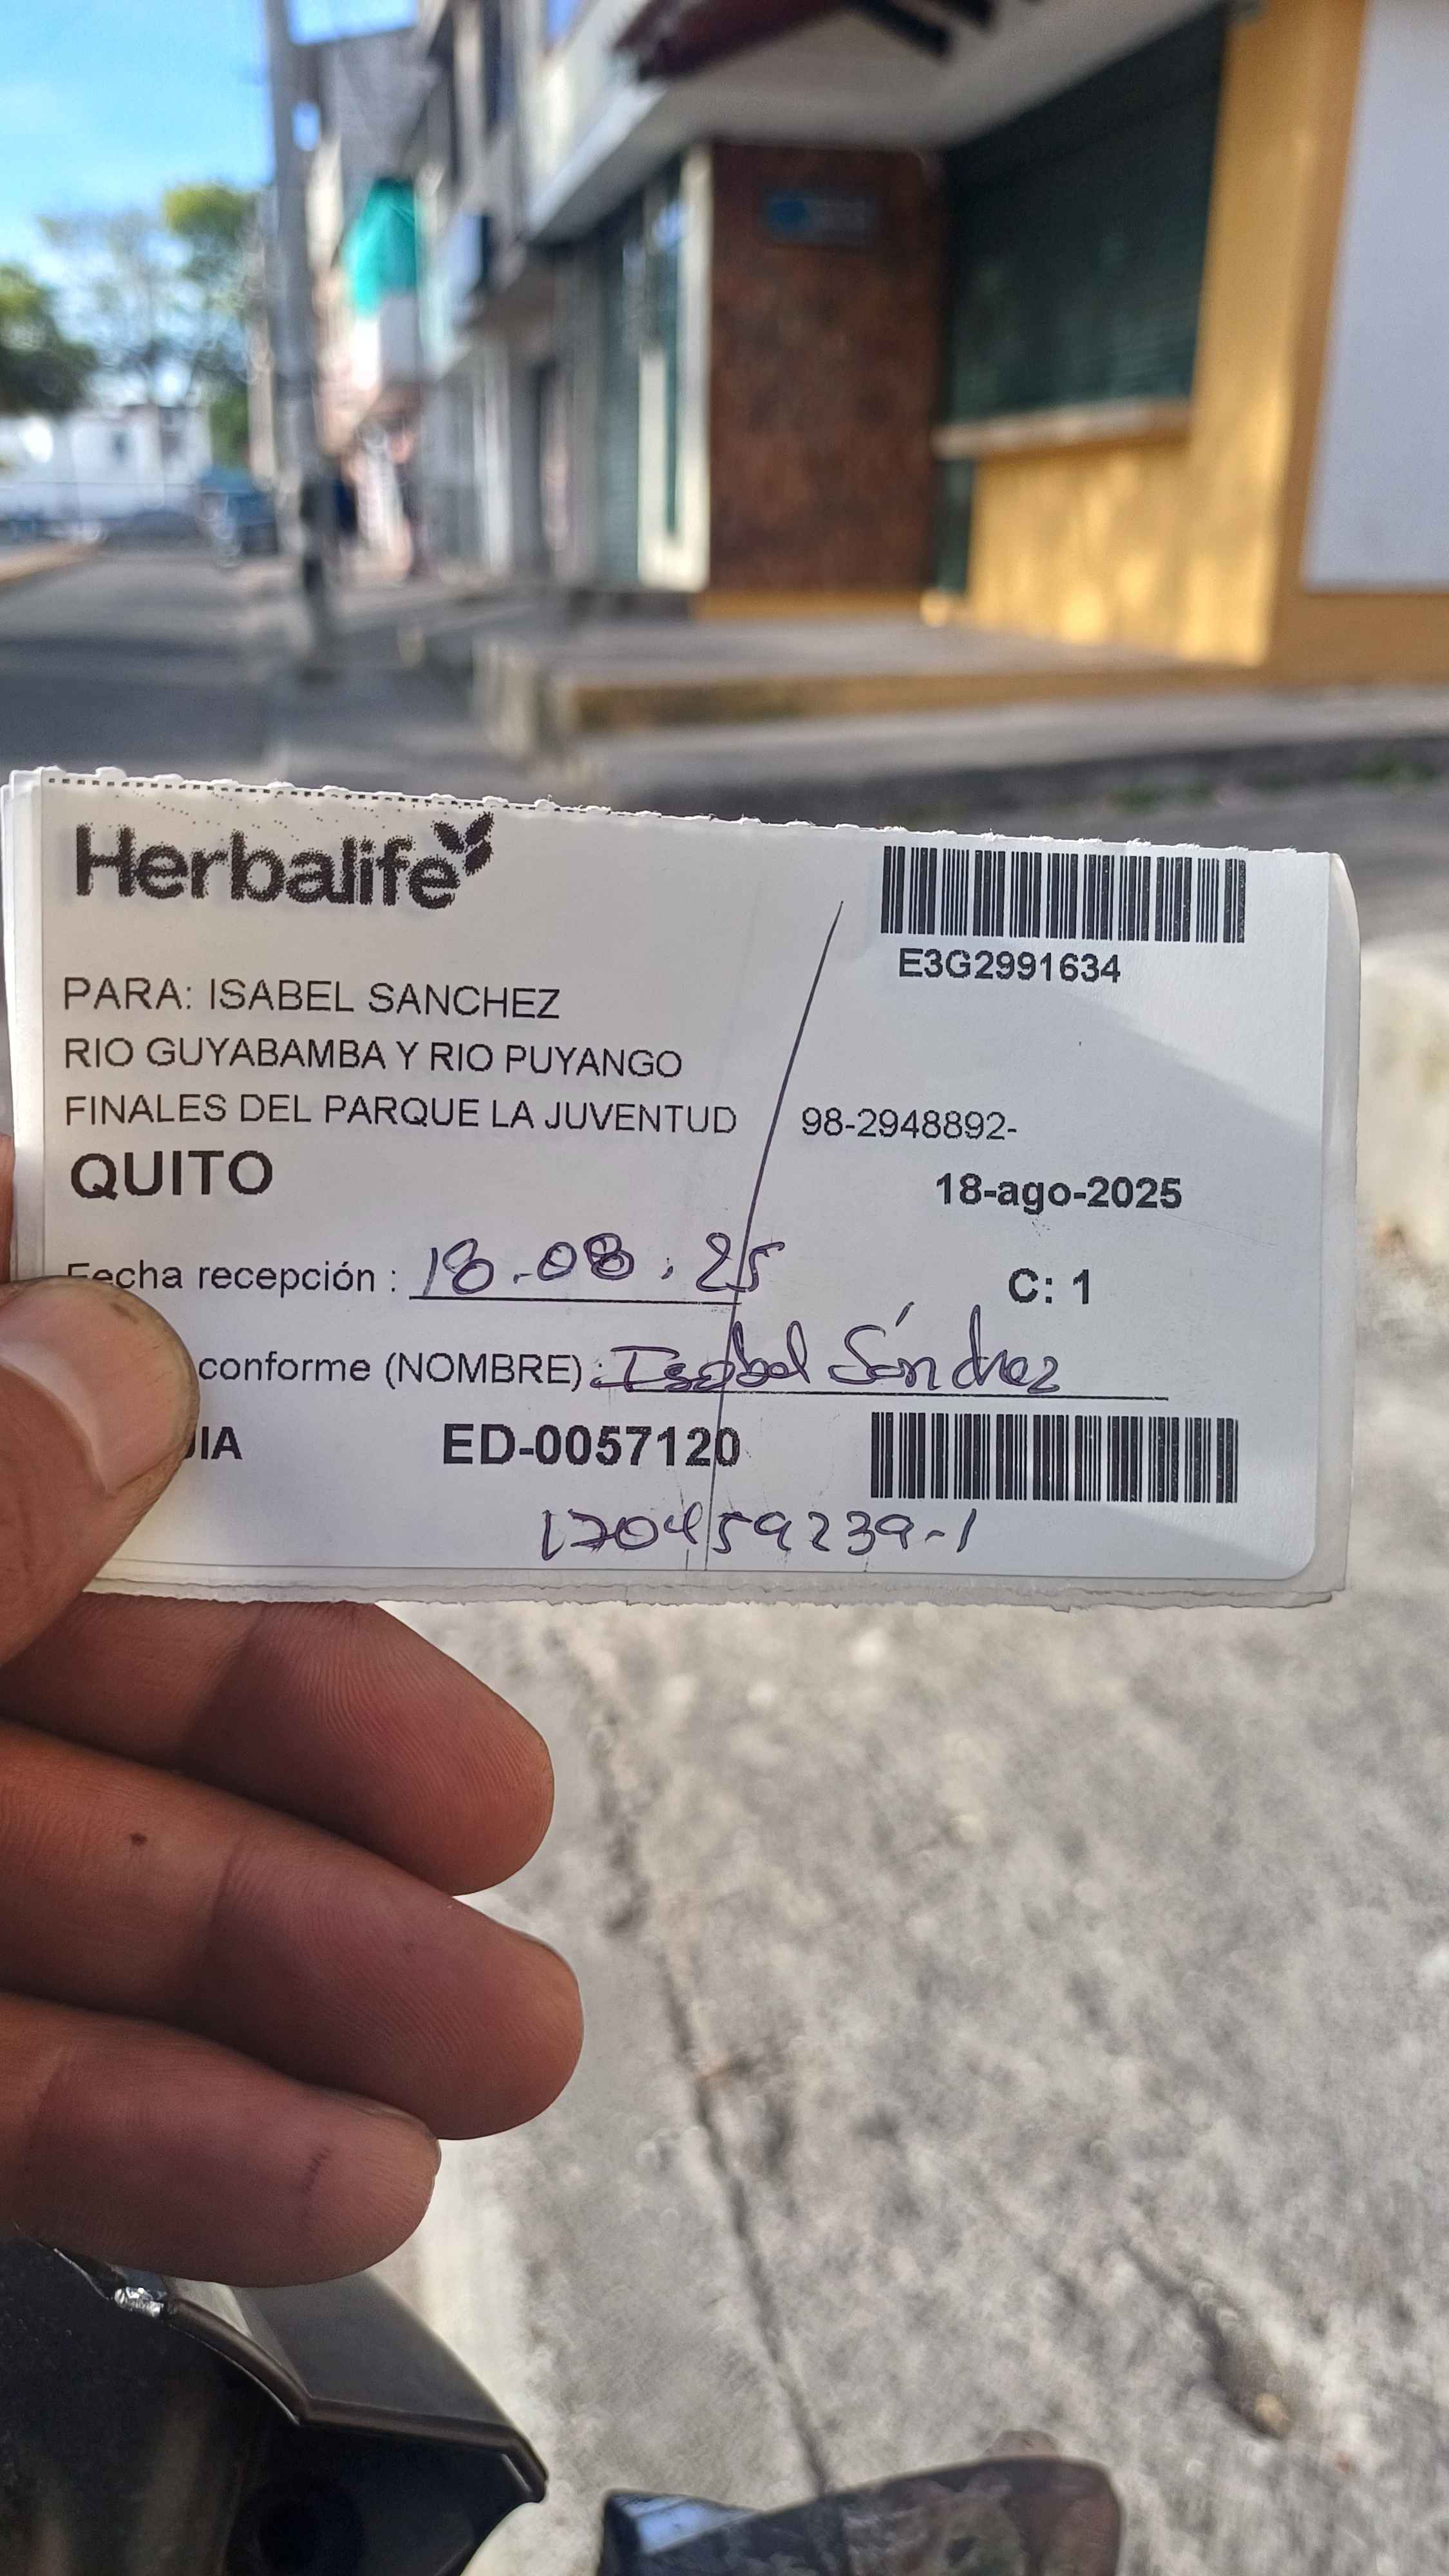 Herbalife
E3G2991634
PARA: ISABEL SANCHEZ
RIO GUYABAMBA Y RIO PUYANGO
FINALES DEL PARQUE LA JUVENTUD 98-2948892-
QUITO
18-ago-2025
Fecha recepción : 18.08.25
C: 1
conforme (NOMBRE) : Isabel Sánchez
ED-0057120
170459239-1